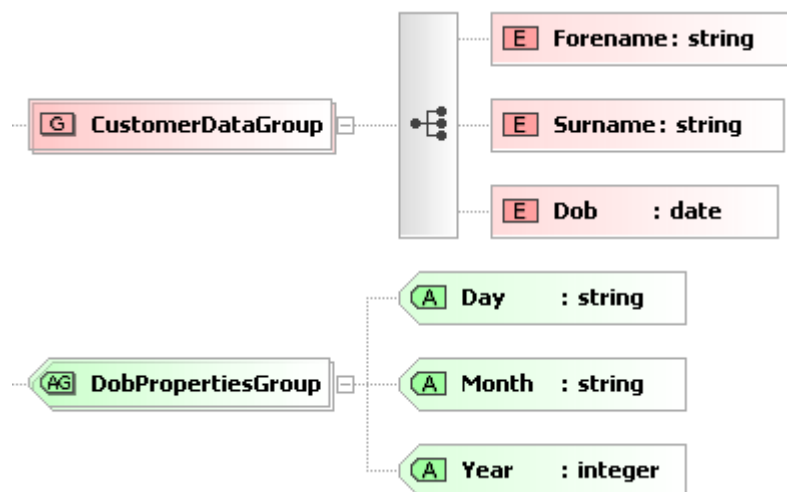 E Forename: string
G CustomerDataGroup
E Surname: string
E Dob : date
A Day : string
AG DobPropertiesGroup
A Month : string
A Year : integer